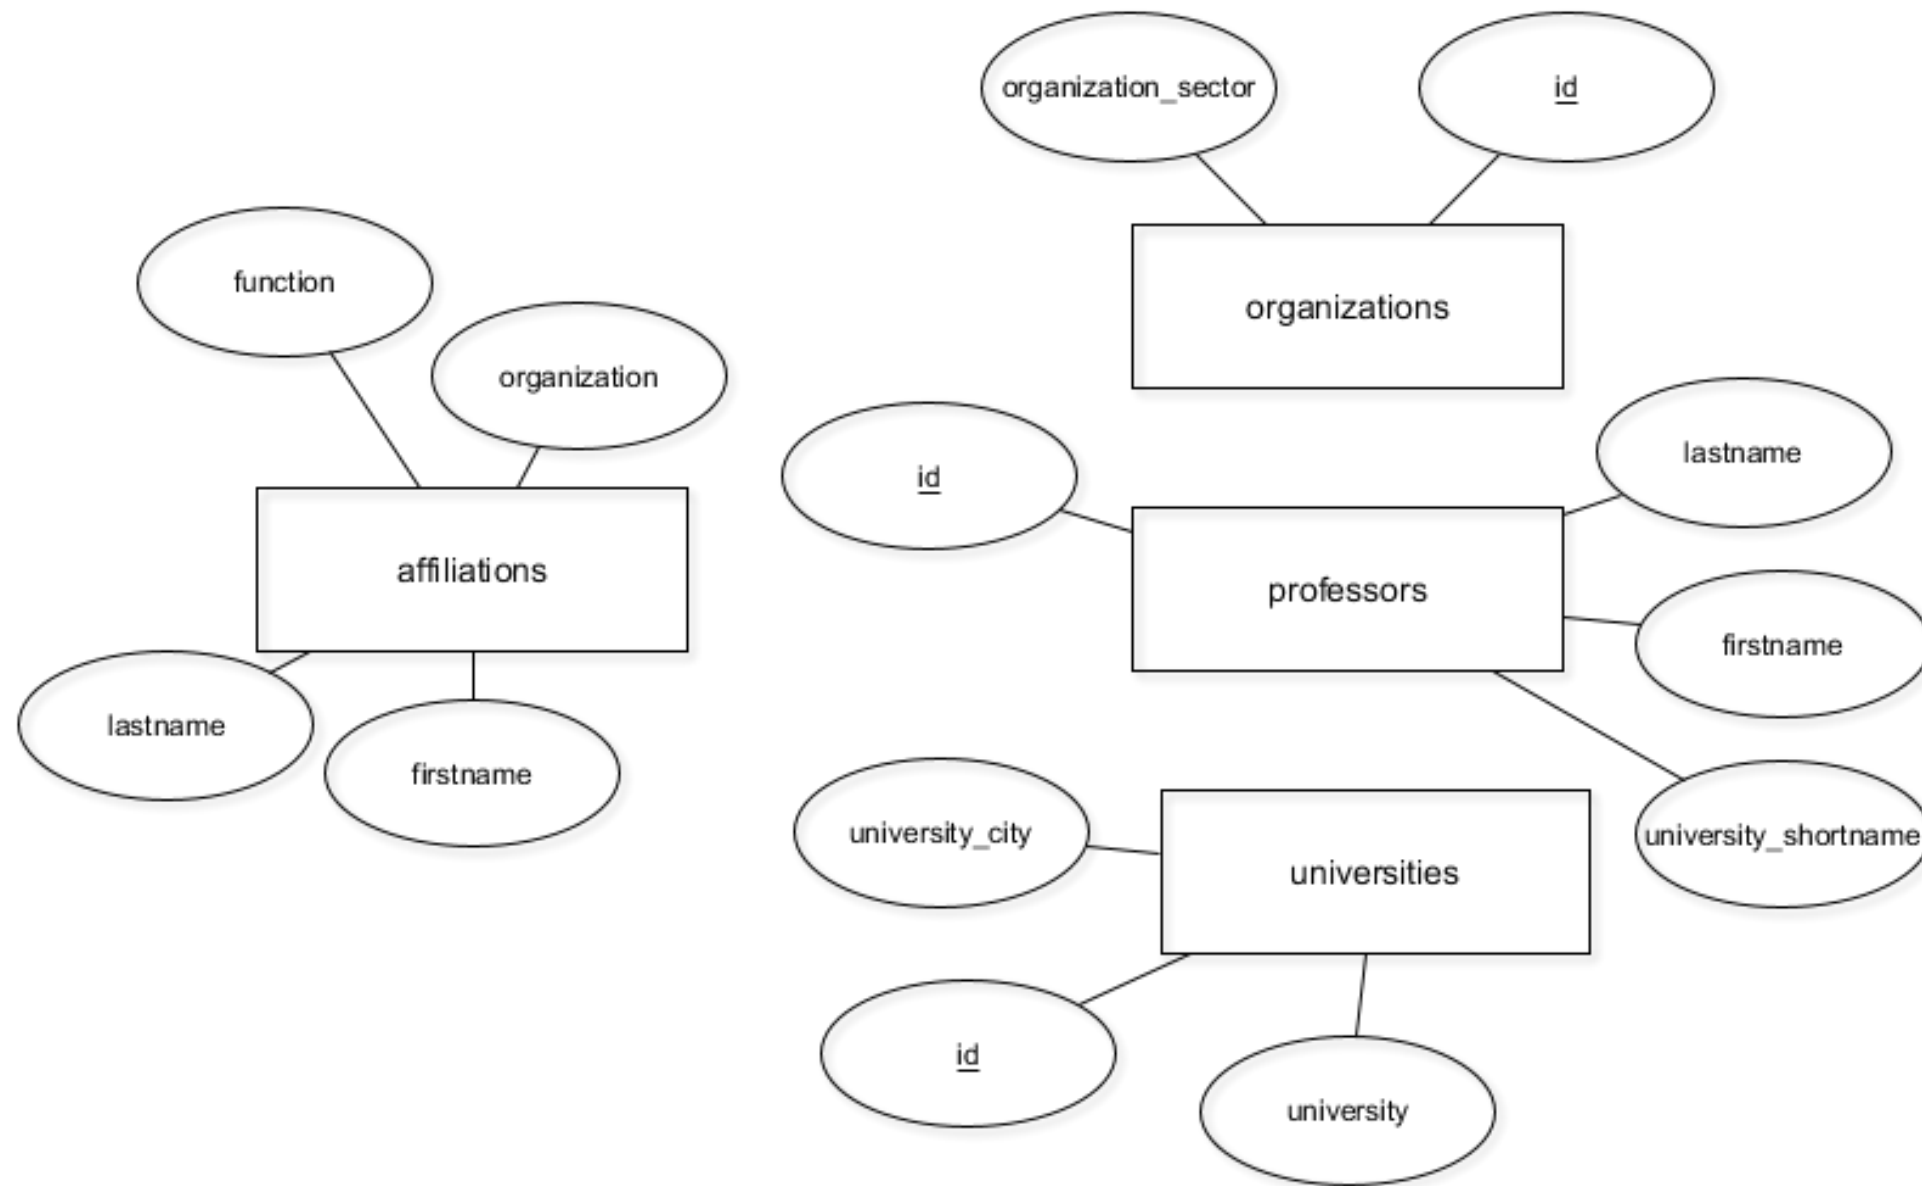 organization_sector
id
function
organizations
organization
lastname
id
affiliations
professors
firstname
lastname
firstname
university_city
university_shortname
universities
id
university